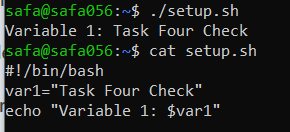 safa@safa056:~$ ./setup.sh
Variable 1: Task Four Check
safa@safa056:~$ cat setup.sh
#!/bin/bash
var1="Task Four Check"
echo "Variable 1: $var1"